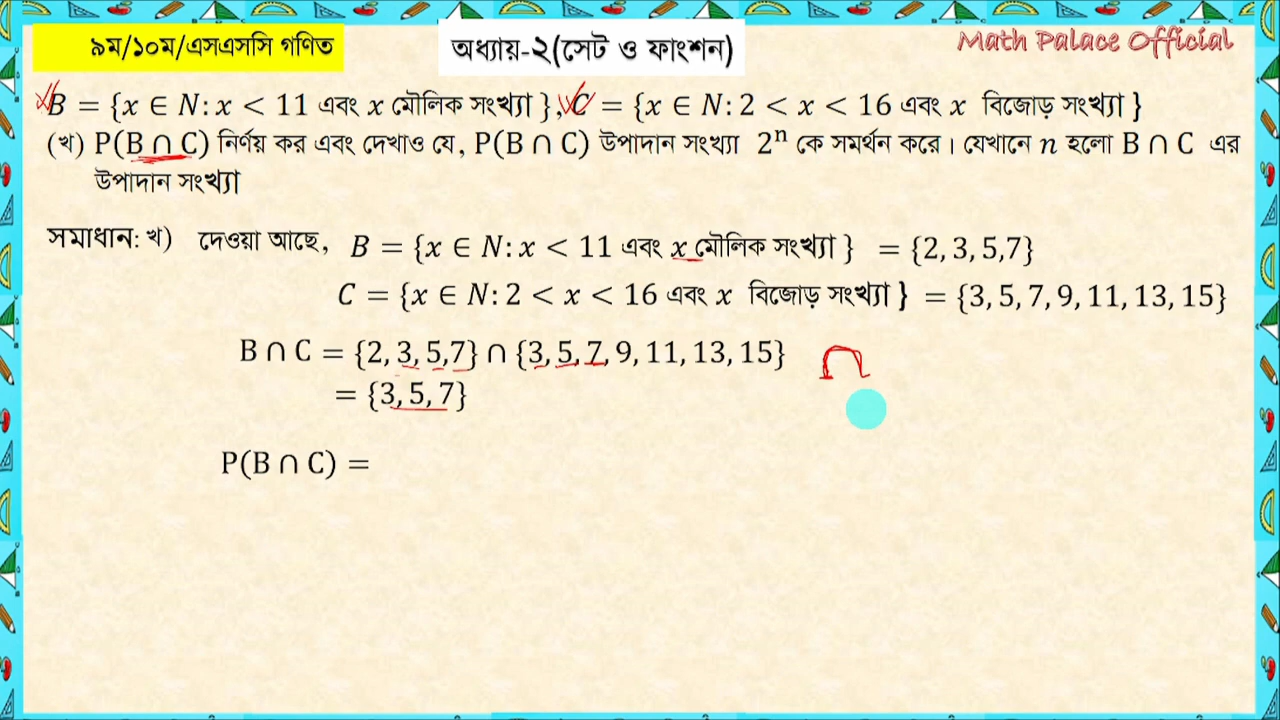 ৯ম/১০ম/এসএসসি গণিত
অধ্যায়-২(সেট ও ফাংশন)
Math Palace Official
B = {x ∈ N: x < 11 এবং x মৌলিক সংখ্যা }, C = {x ∈ N: 2 < x < 16 এবং x বিজোড় সংখ্যা }
(খ) P(B ∩ C) নির্ণয় কর এবং দেখাও যে, P(B ∩ C) উপাদান সংখ্যা 2ⁿ কে সমর্থন করে। যেখানে n হলো B ∩ C এর
উপাদান সংখ্যা
সমাধান: খ) দেওয়া আছে, B = {x ∈ N: x < 11 এবং x মৌলিক সংখ্যা } = {2, 3, 5,7}
C = {x ∈ N: 2 < x < 16 এবং x বিজোড় সংখ্যা } = {3, 5, 7, 9, 11, 13, 15}
B ∩ C = {2, 3, 5,7} ∩ {3, 5, 7, 9, 11, 13, 15} ∩
= {3, 5, 7}
P(B ∩ C) =